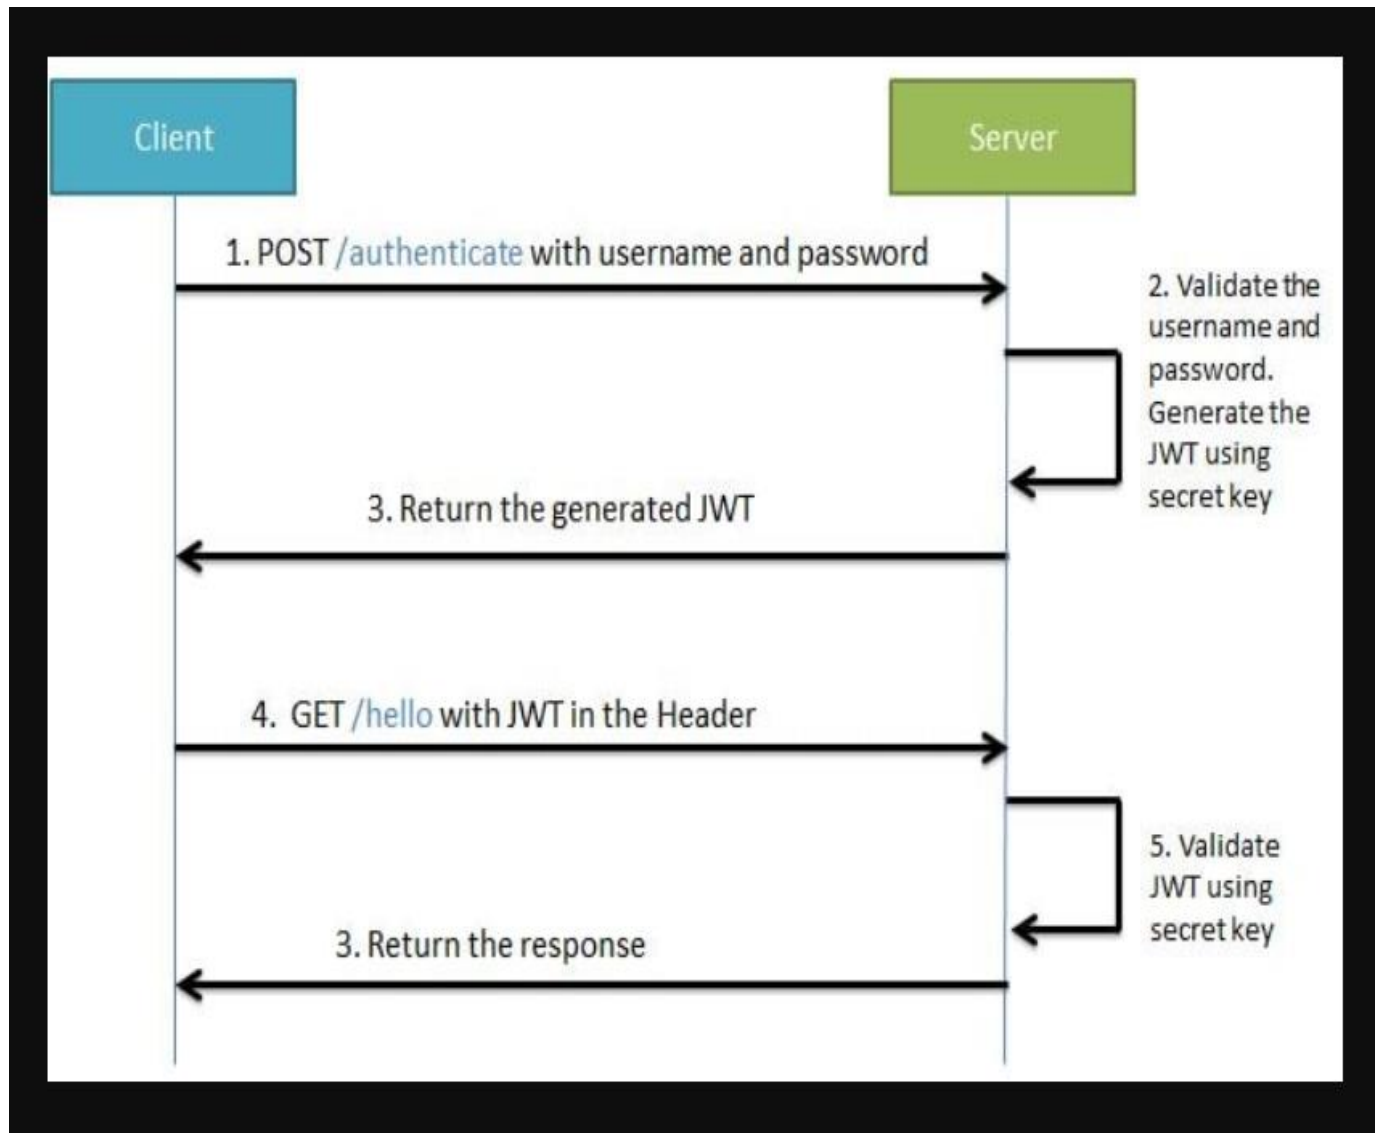 Client
Server
1. POST /authenticate with username and password
2. Validate the
username and
password.
Generate the
JWT using
secret key
3. Return the generated JWT
4. GET /hello with JWT in the Header
5. Validate
JWT using
secret key
3. Return the response